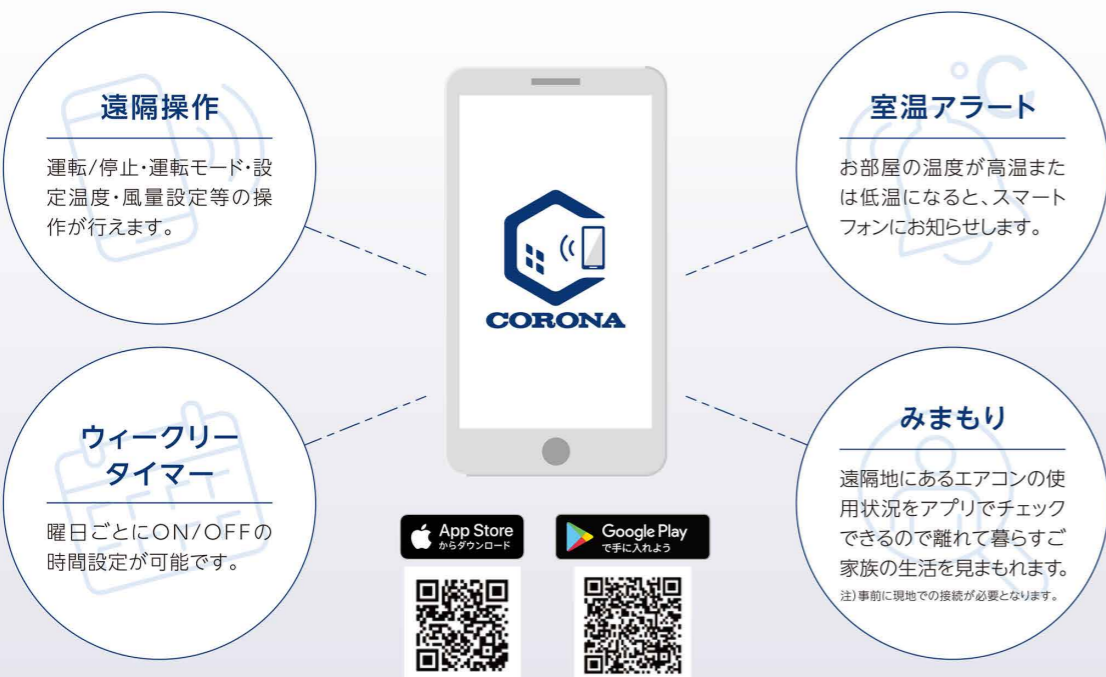 遠隔操作
運転/停止・運転モード・設
定温度・風量設定等の操
作が行えます。
℃
室温アラート
お部屋の温度が高温また
は低温になると、スマート
フォンにお知らせします。
CORONA
ウィークリー
タイマー
曜日ごとにON/OFFの
時間設定が可能です。
みまもり
遠隔地にあるエアコンの使
用状況をアプリでチェック
できるので離れて暮らすご
家族の生活を見まもれます。
注)事前に現地での接続が必要となります。
App Store
からダウンロード
Google Play
で手に入れよう